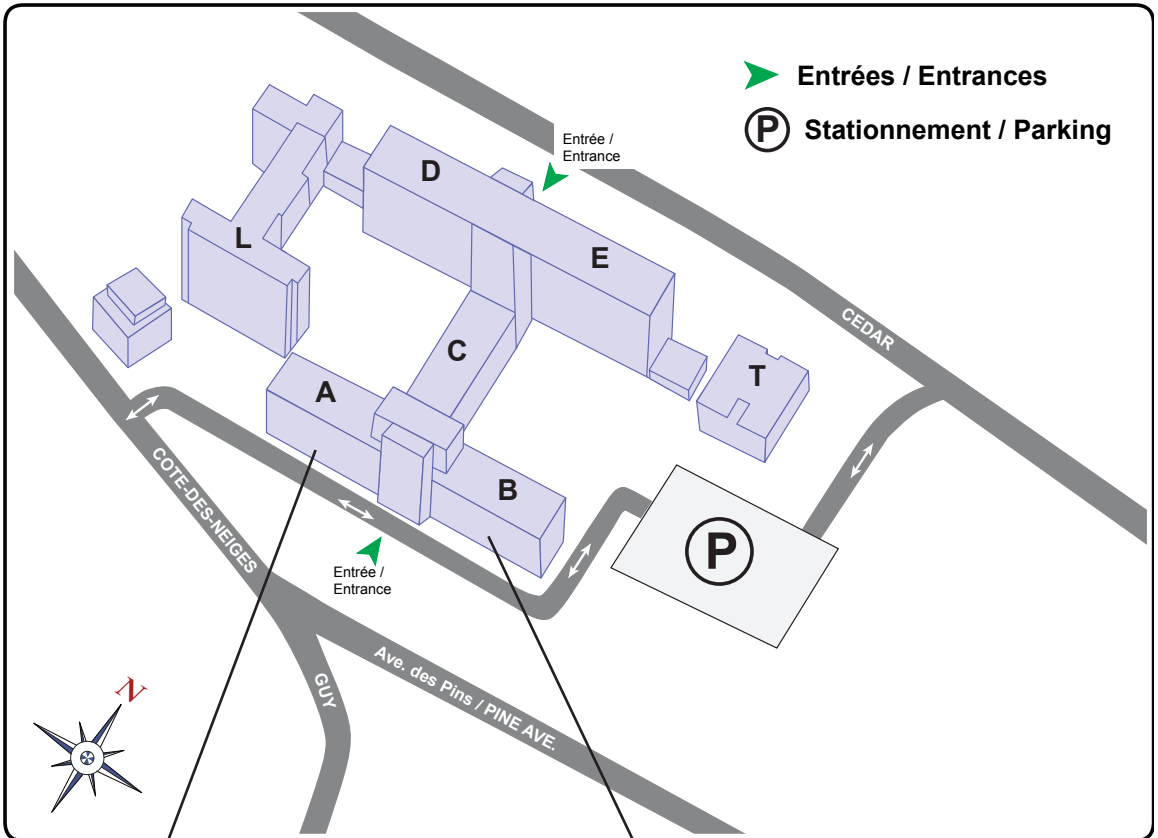 Entrées / Entrances
P Stationnement / Parking
Entrée /
Entrance
D
L
E
CEDAR
C
T
A
B
COTE-DES-NEIGES
P
Entrée /
Entrance
GUY
Ave. des Pins / PINE AVE.
N